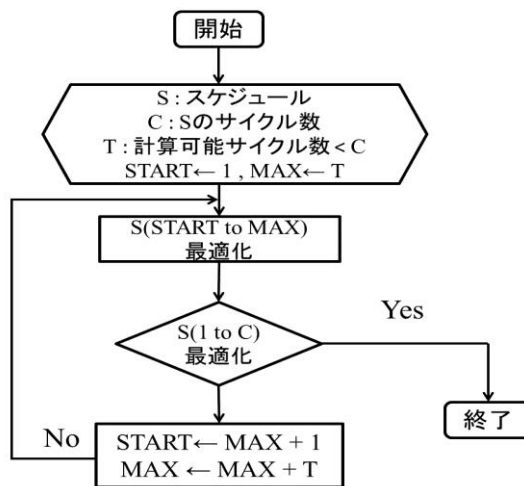 開始
S : スケジュール
C : Sのサイクル数
T : 計算可能サイクル数< C
START← 1 , MAX← T
S(START to MAX)
最適化
S(1 to C)
最適化
Yes
終了
No
START← MAX + 1
MAX ← MAX + T